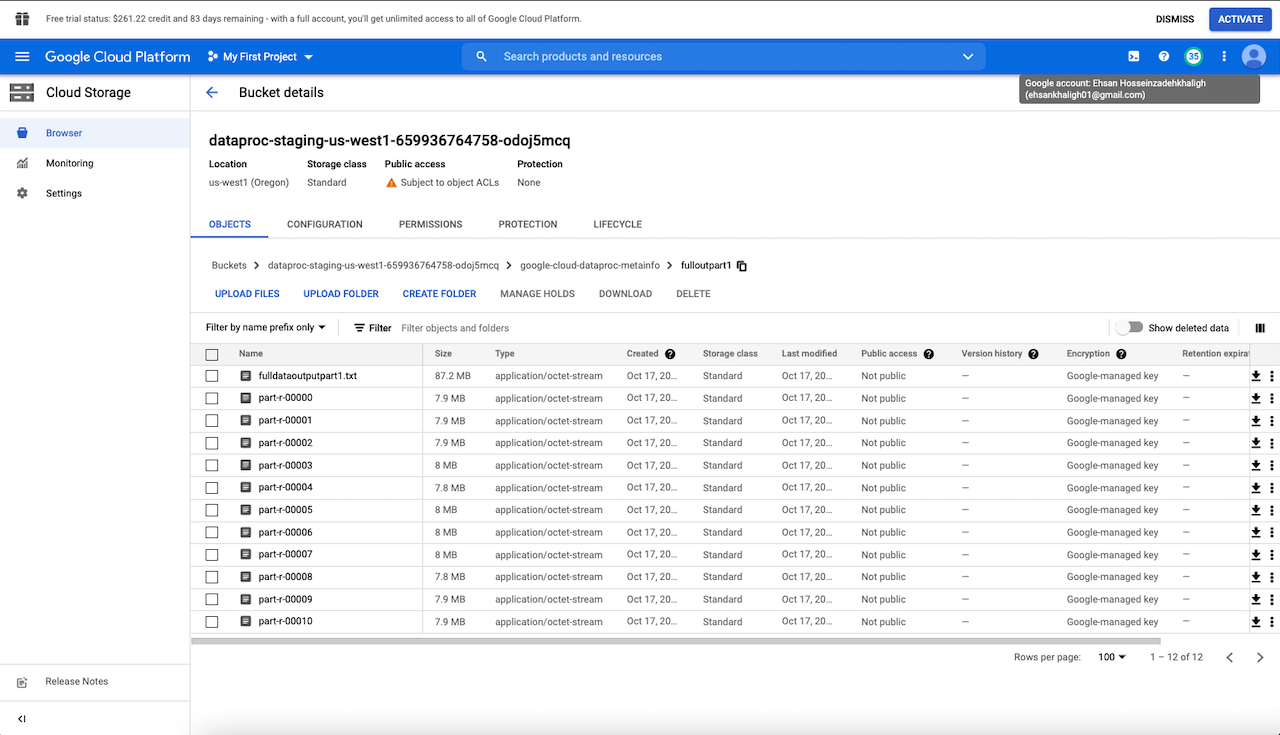 Free trial status: $261.22 credit and 83 days remaining - with a full account, you'll get unlimited access to all of Google Cloud Platform.
DISMISS
ACTIVATE
Google Cloud Platform
My First Project
Search products and resources
35
Google account: Ehsan Hosseinzadehkhaligh
(ehsankhaligh01@gmail.com)
Cloud Storage
Browser
Monitoring
Settings
Release Notes
Bucket details
dataproc-staging-us-west1-659936764758-odoj5mcq
Location Storage class Public access Protection
us-west1 (Oregon) Standard Subject to object ACLs None
OBJECTS CONFIGURATION PERMISSIONS PROTECTION LIFECYCLE
Buckets > dataproc-staging-us-west1-659936764758-odoj5mcq > google-cloud-dataproc-metainfo > fulloutpart1
UPLOAD FILES UPLOAD FOLDER CREATE FOLDER MANAGE HOLDS DOWNLOAD DELETE
Filter by name prefix only Filter Filter objects and folders Show deleted data
Name Size Type Created Storage class Last modified Public access Version history Encryption Retention expirat
fulldataoutputpart1.txt 87.2 MB application/octet-stream Oct 17, 20... Standard Oct 17, 20... Not public — Google-managed key —
part-r-00000 7.9 MB application/octet-stream Oct 17, 20... Standard Oct 17, 20... Not public — Google-managed key —
part-r-00001 7.9 MB application/octet-stream Oct 17, 20... Standard Oct 17, 20... Not public — Google-managed key —
part-r-00002 7.9 MB application/octet-stream Oct 17, 20... Standard Oct 17, 20... Not public — Google-managed key —
part-r-00003 8 MB application/octet-stream Oct 17, 20... Standard Oct 17, 20... Not public — Google-managed key —
part-r-00004 7.8 MB application/octet-stream Oct 17, 20... Standard Oct 17, 20... Not public — Google-managed key —
part-r-00005 8 MB application/octet-stream Oct 17, 20... Standard Oct 17, 20... Not public — Google-managed key —
part-r-00006 8 MB application/octet-stream Oct 17, 20... Standard Oct 17, 20... Not public — Google-managed key —
part-r-00007 8 MB application/octet-stream Oct 17, 20... Standard Oct 17, 20... Not public — Google-managed key —
part-r-00008 7.8 MB application/octet-stream Oct 17, 20... Standard Oct 17, 20... Not public — Google-managed key —
part-r-00009 7.9 MB application/octet-stream Oct 17, 20... Standard Oct 17, 20... Not public — Google-managed key —
part-r-00010 7.9 MB application/octet-stream Oct 17, 20... Standard Oct 17, 20... Not public — Google-managed key —
Rows per page: 100 1 – 12 of 12